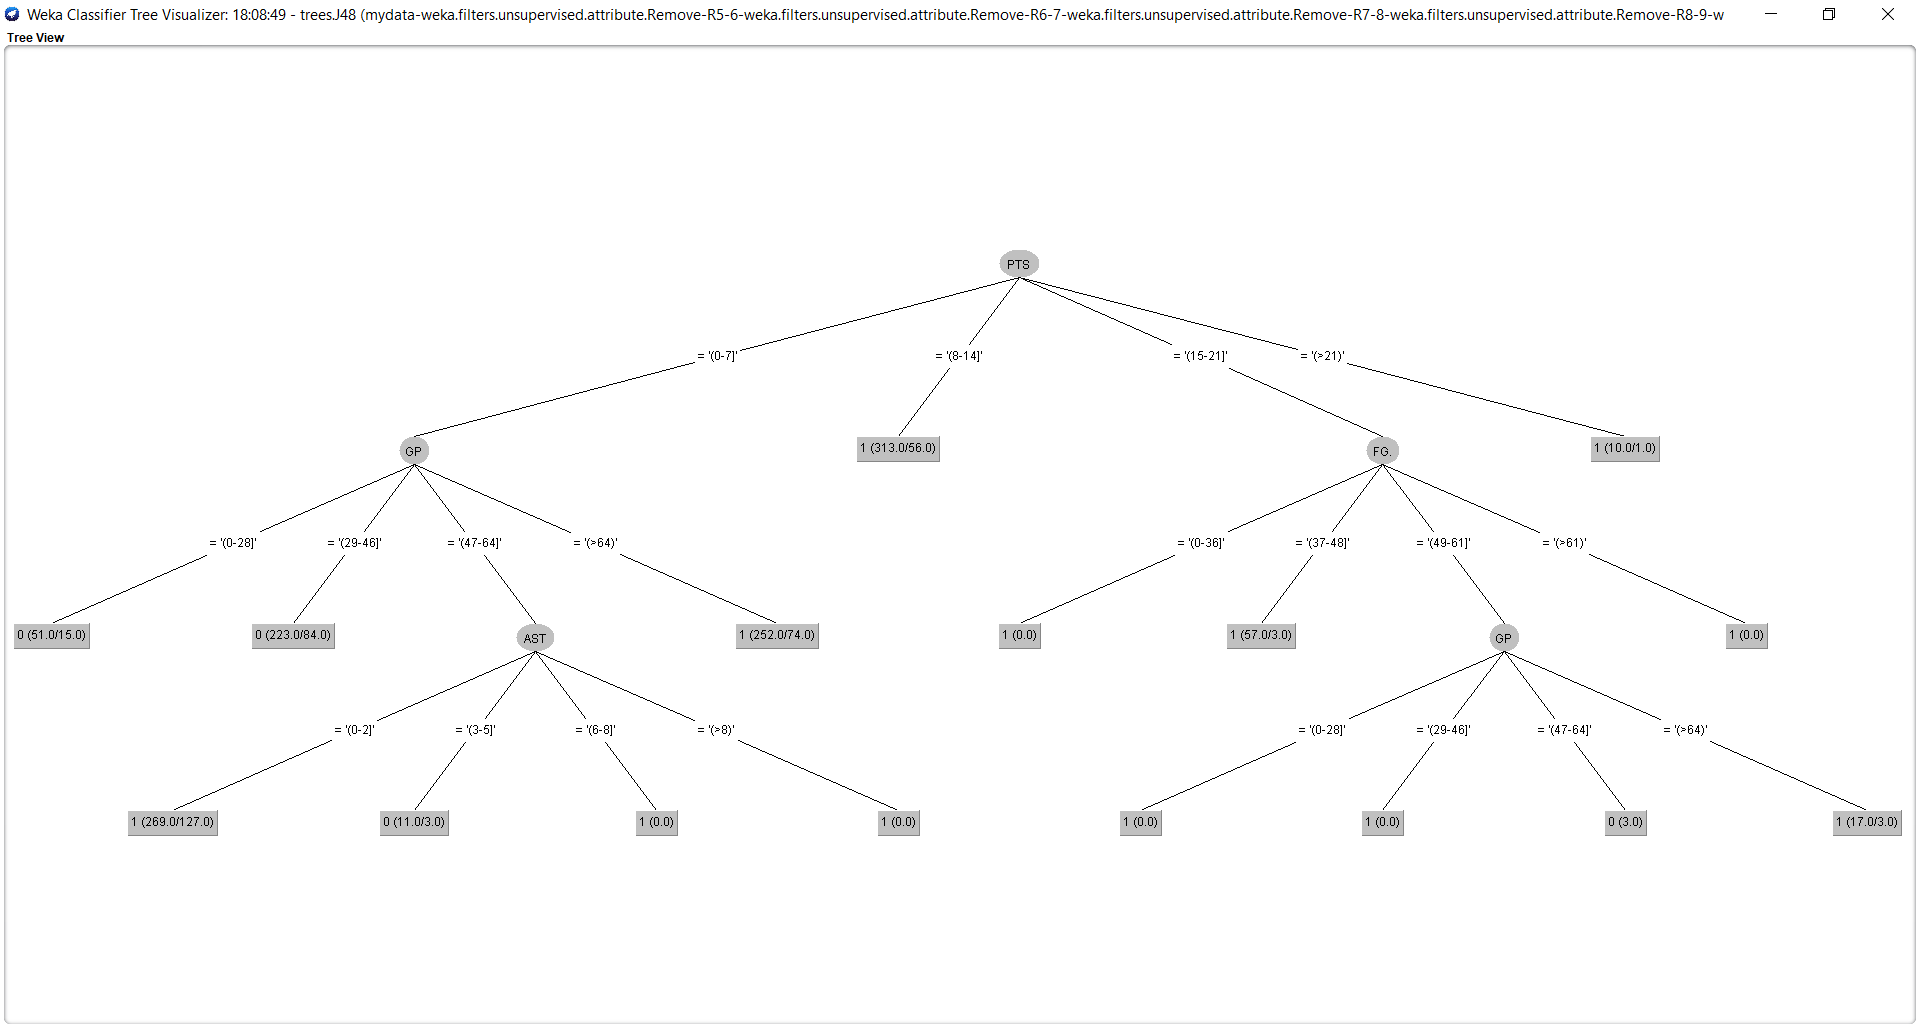 Weka Classifier Tree Visualizer: 18:08:49 - trees.J48 (mydata-weka.filters.unsupervised.attribute.Remove-R5-6-weka.filters.unsupervised.attribute.Remove-R6-7-weka.filters.unsupervised.attribute.Remove-R7-8-weka.filters.unsupervised.attribute.Remove-R8-9-w
Tree View
PTS
= '(0-7]' = '(8-14]' = '(15-21]' = '(>21)'
GP 1 (313.0/56.0) FG. 1 (10.0/1.0)
= '(0-28]' = '(29-46]' = '(47-64]' = '(>64)' = '(0-36]' = '(37-48]' = '(49-61]' = '(>61)'
0 (51.0/15.0) 0 (223.0/84.0) AST 1 (252.0/74.0) 1 (0.0) 1 (57.0/3.0) GP 1 (0.0)
= '(0-2]' = '(3-5]' = '(6-8]' = '(>8)' = '(0-28]' = '(29-46]' = '(47-64]' = '(>64)'
1 (269.0/127.0) 0 (11.0/3.0) 1 (0.0) 1 (0.0) 1 (0.0) 1 (0.0) 0 (3.0) 1 (17.0/3.0)